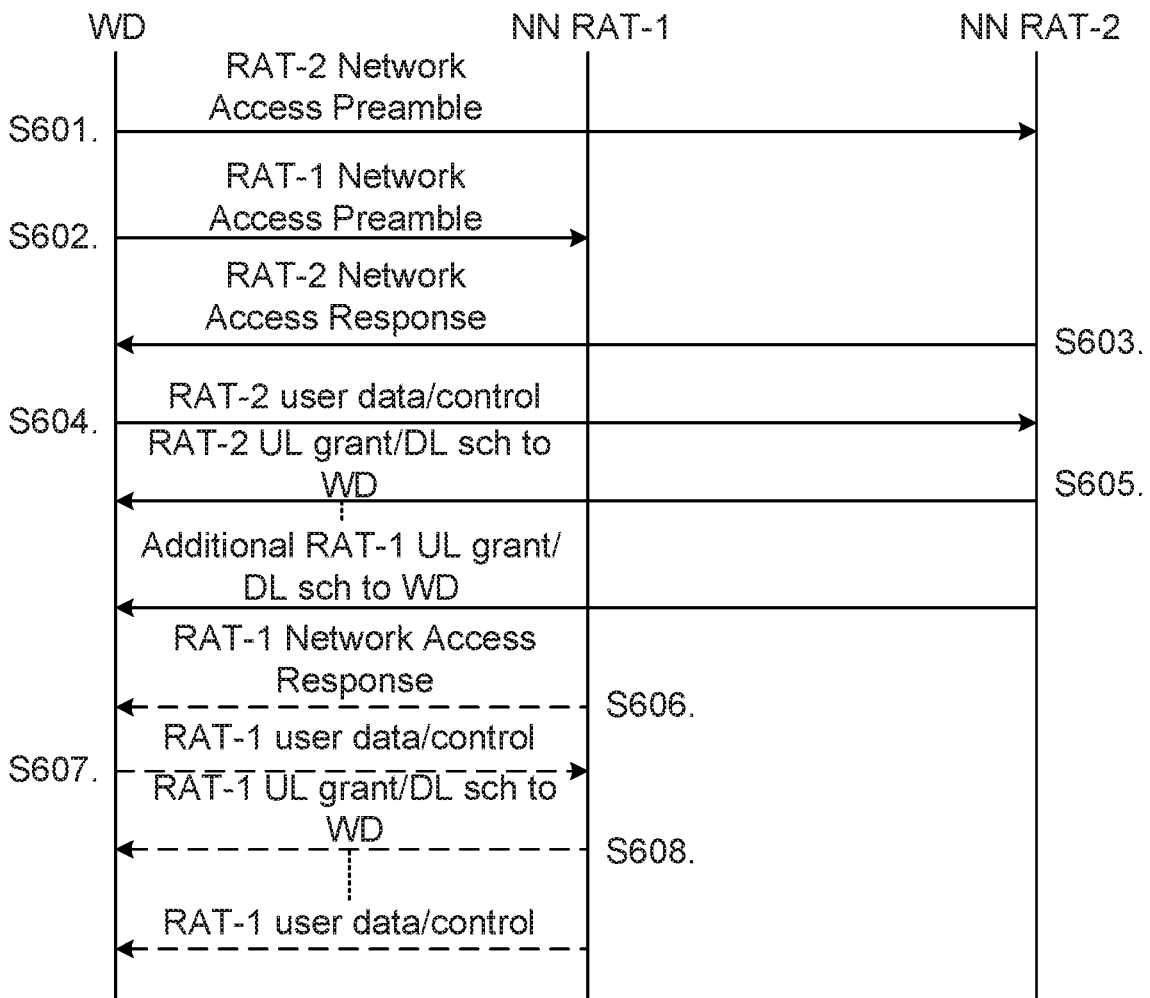 WD
NN RAT-1
NN RAT-2
RAT-2 Network
Access Preamble
S601.
RAT-1 Network
Access Preamble
S602.
RAT-2 Network
Access Response
S603.
RAT-2 user data/control
S604.
RAT-2 UL grant/DL sch to
WD
S605.
Additional RAT-1 UL grant/
DL sch to WD
RAT-1 Network Access
Response
S606.
RAT-1 user data/control
S607.
RAT-1 UL grant/DL sch to
WD
S608.
RAT-1 user data/control